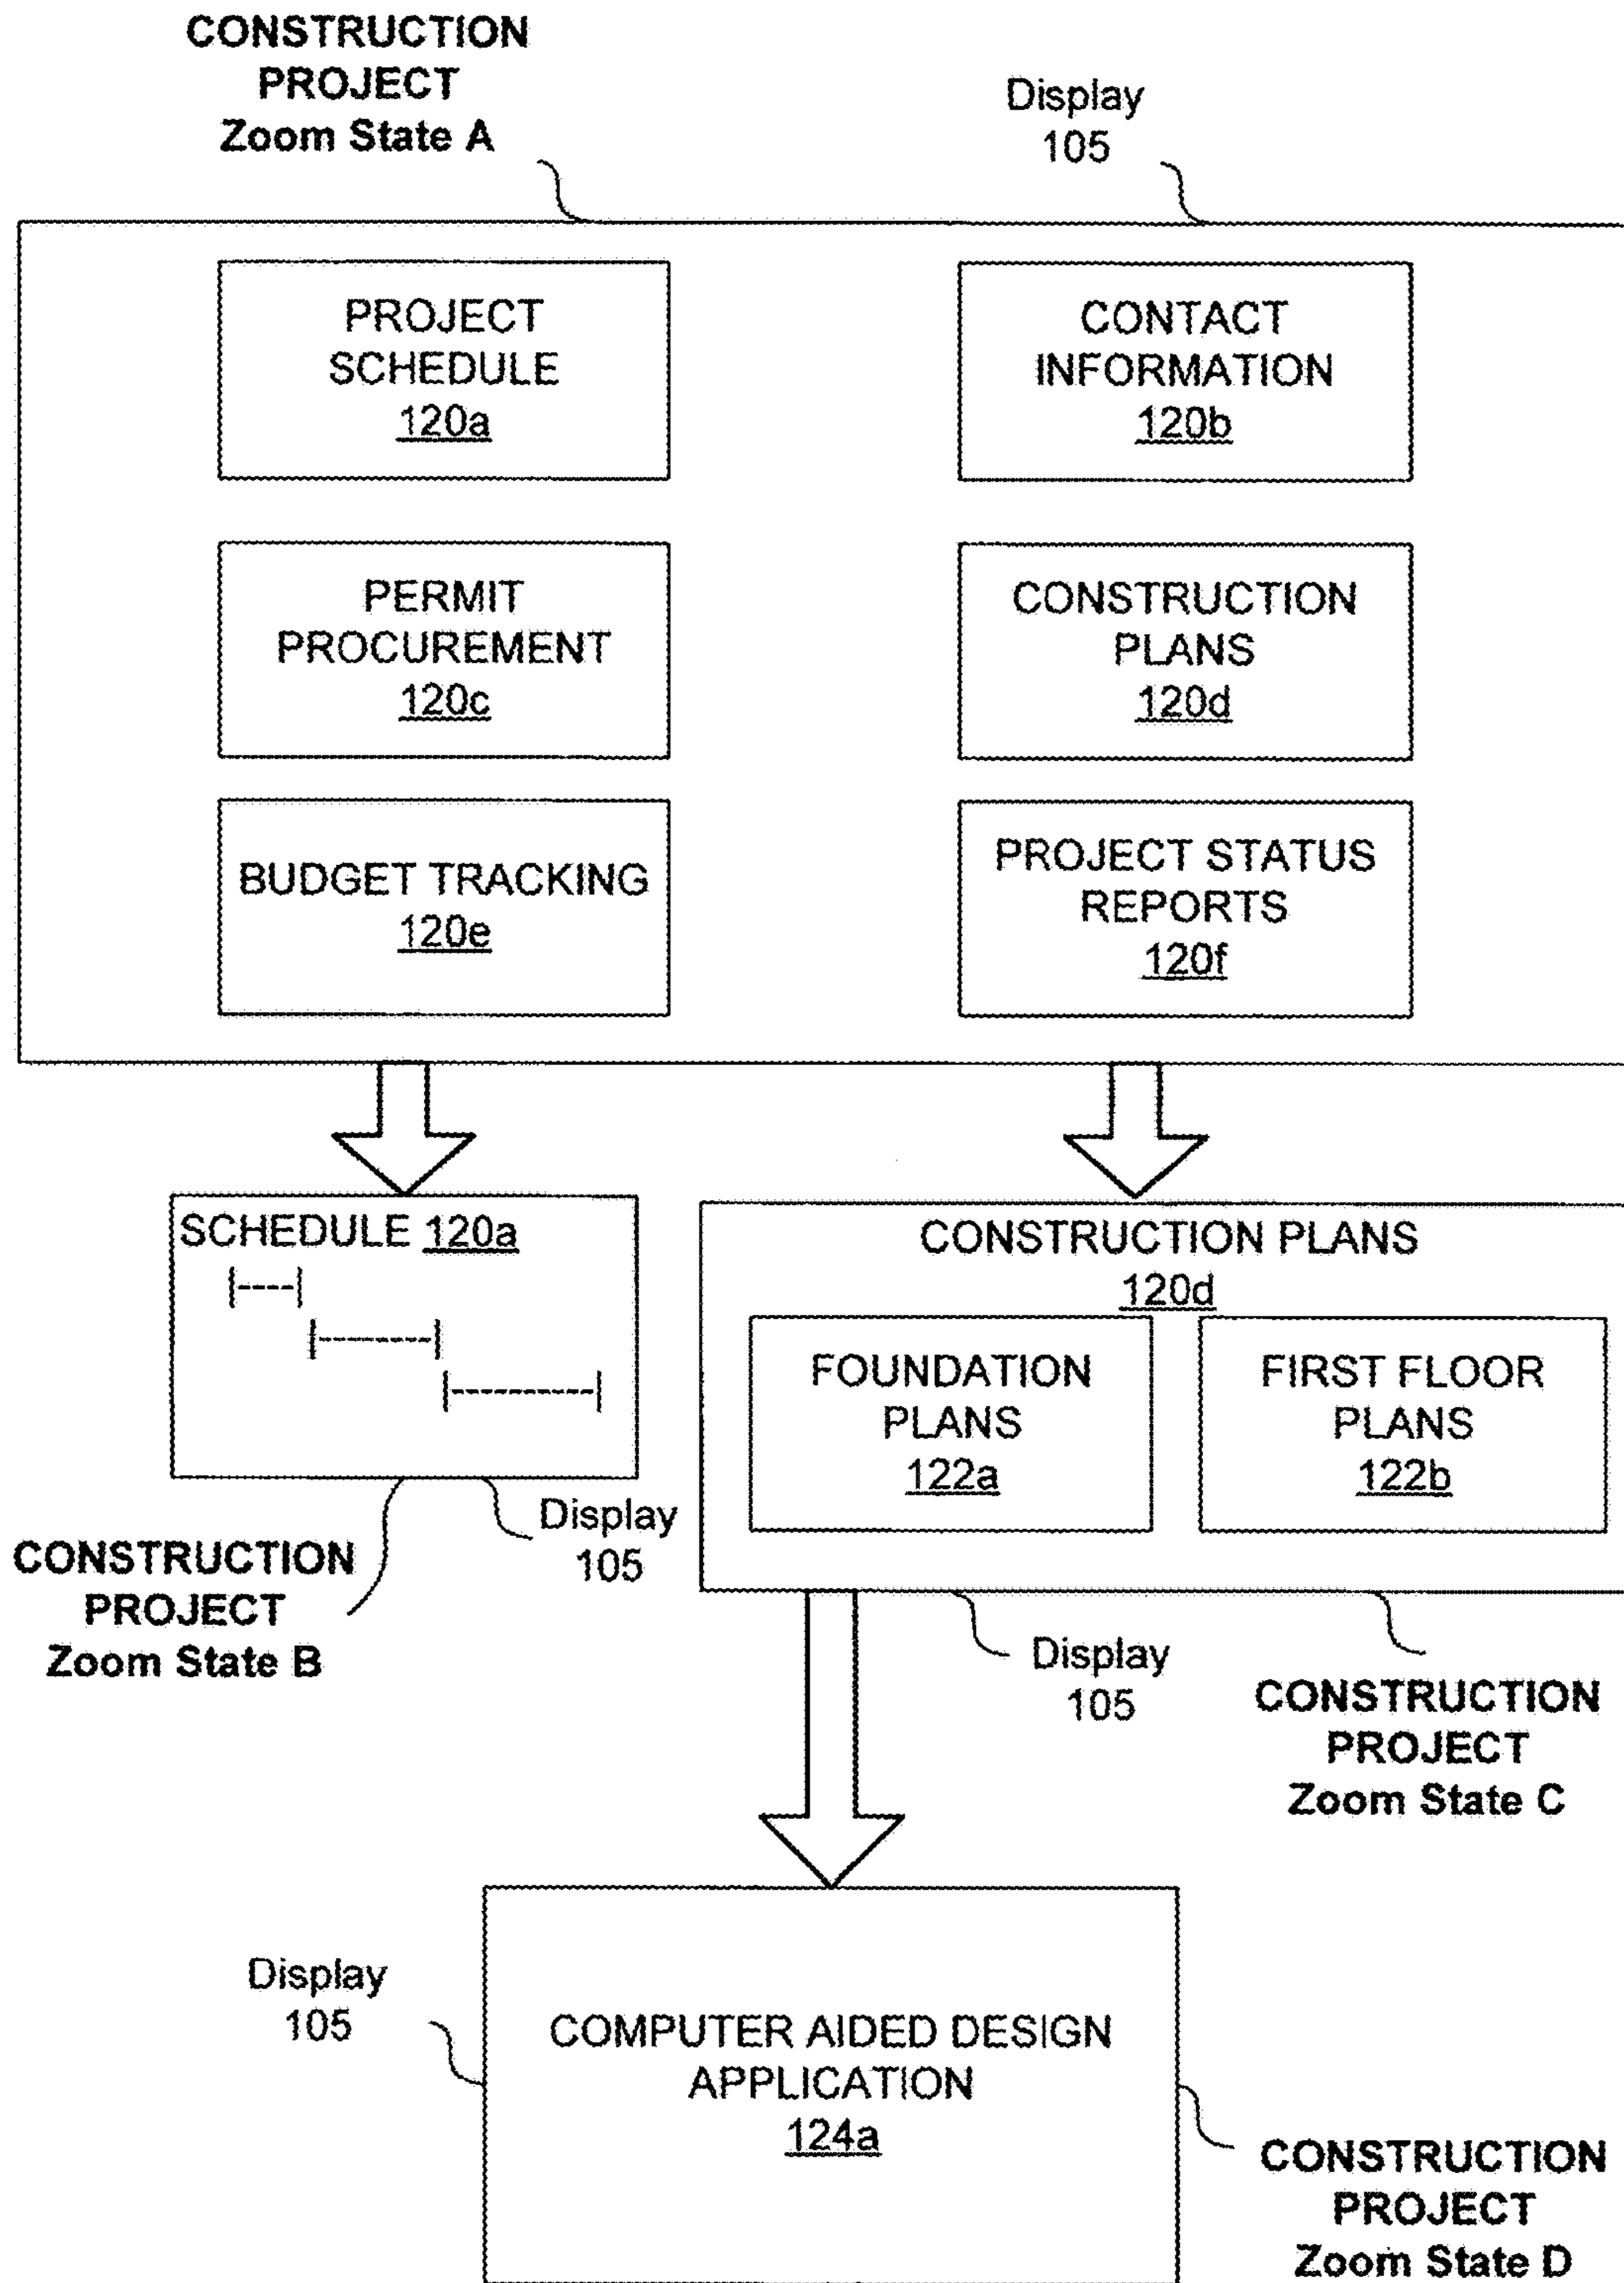 CONSTRUCTION
PROJECT
Zoom State A
Display
105
PROJECT
SCHEDULE
120a
CONTACT
INFORMATION
120b
PERMIT
PROCUREMENT
120c
CONSTRUCTION
PLANS
120d
BUDGET TRACKING
120e
PROJECT STATUS
REPORTS
120f
SCHEDULE 120a
Display
105
CONSTRUCTION
PROJECT
Zoom State B
CONSTRUCTION PLANS
120d
FOUNDATION
PLANS
122a
FIRST FLOOR
PLANS
122b
Display
105
CONSTRUCTION
PROJECT
Zoom State C
Display
105
COMPUTER AIDED DESIGN
APPLICATION
124a
CONSTRUCTION
PROJECT
Zoom State D